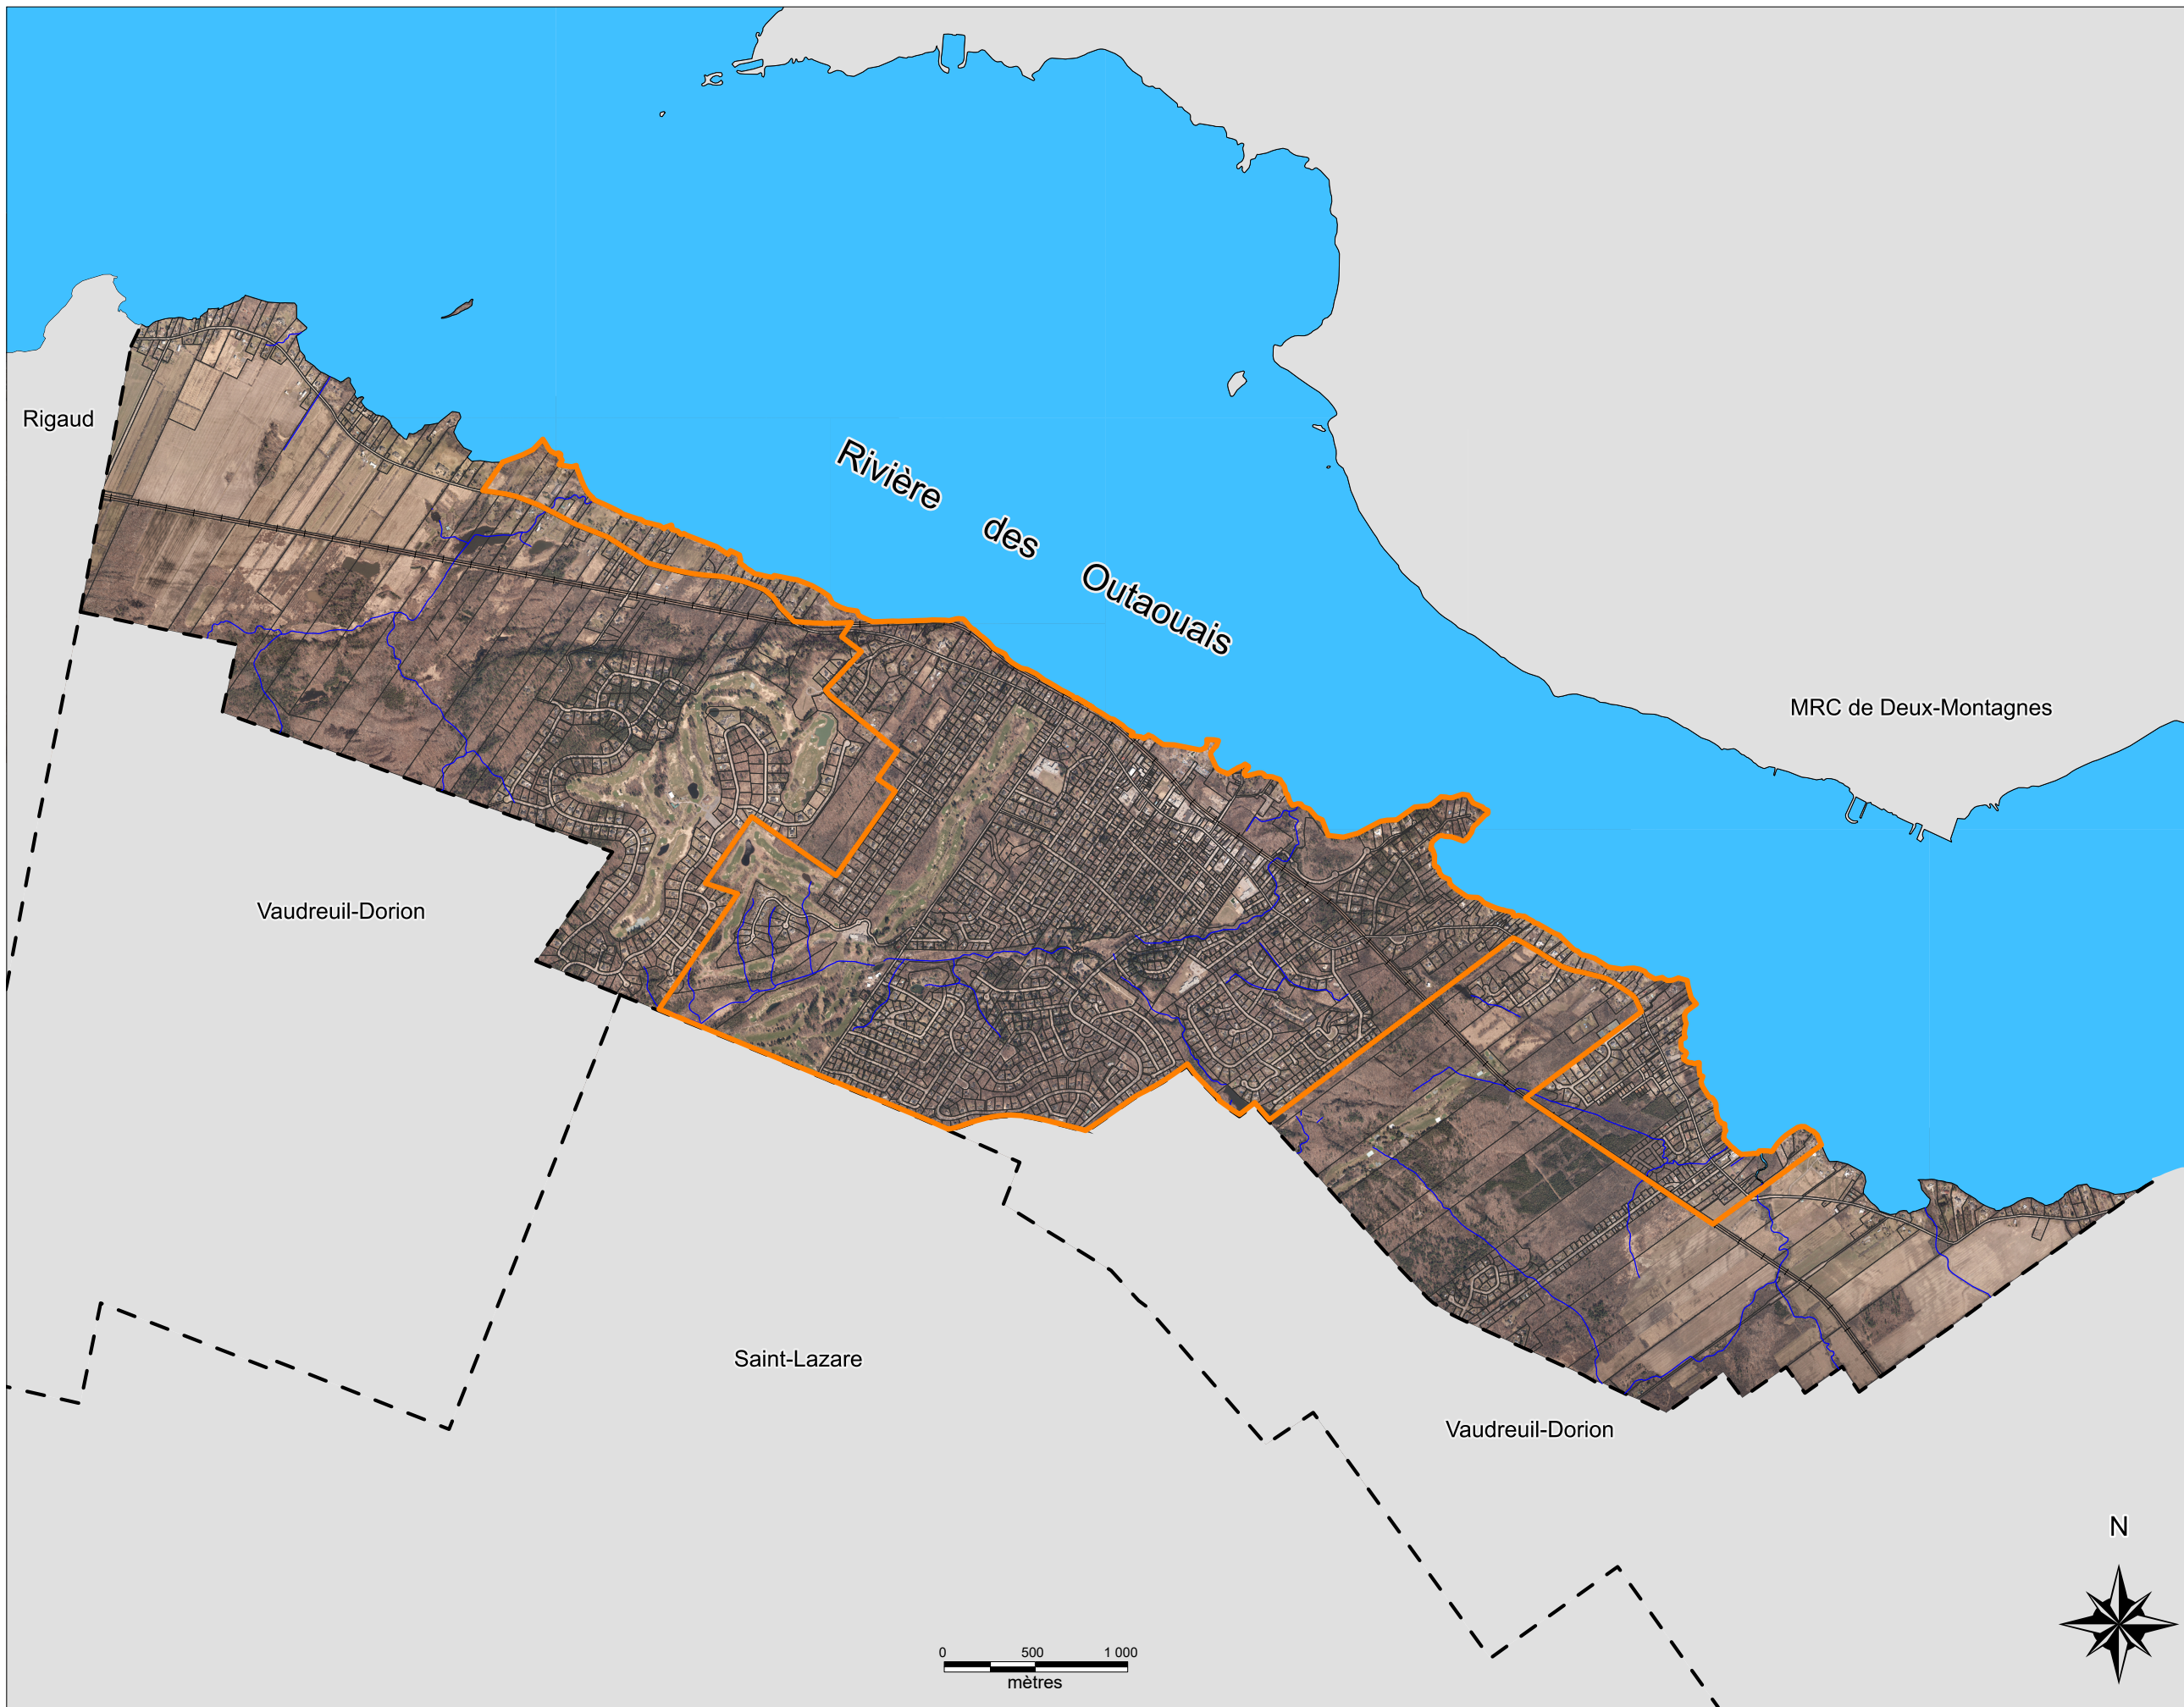 Rigaud
Rivière des Outaouais
MRC de Deux-Montagnes
Vaudreuil-Dorion
Saint-Lazare
Vaudreuil-Dorion
N
0 500 1 000
mètres